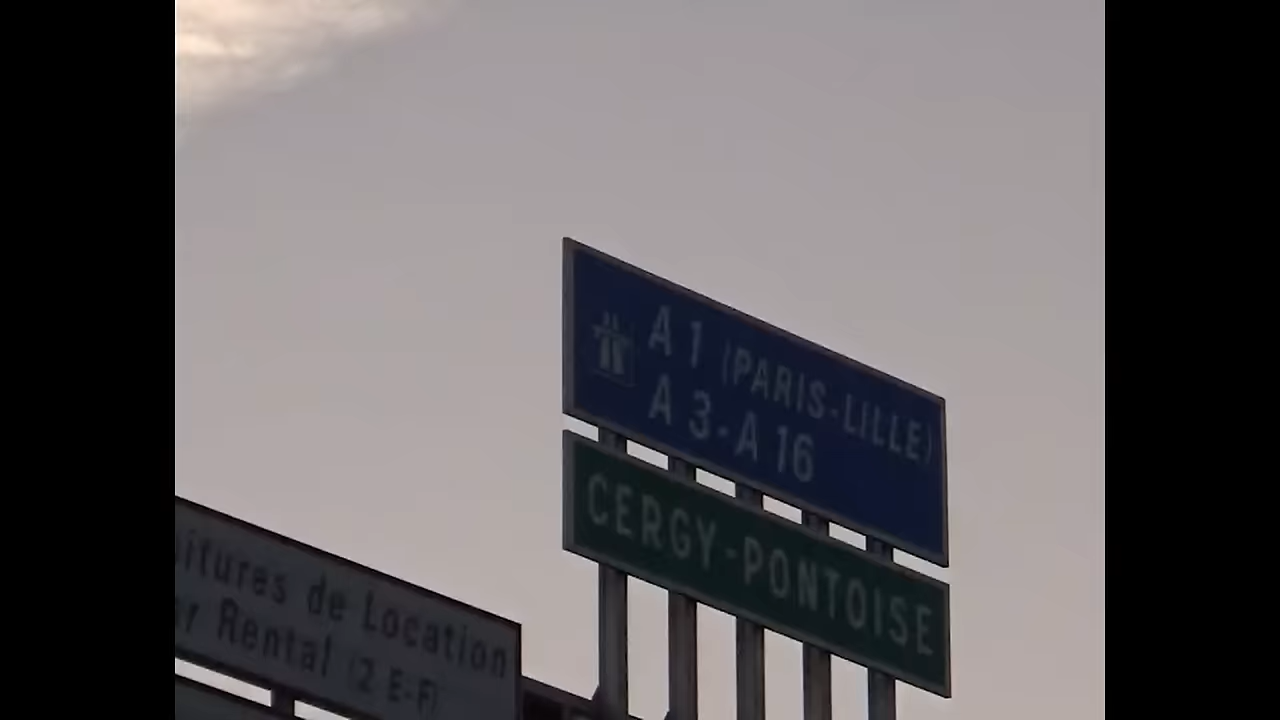 A 1 (PARIS-LILLE)
A 3-A 16
CERGY-PONTOISE
de Location
Rental (2 E-F)